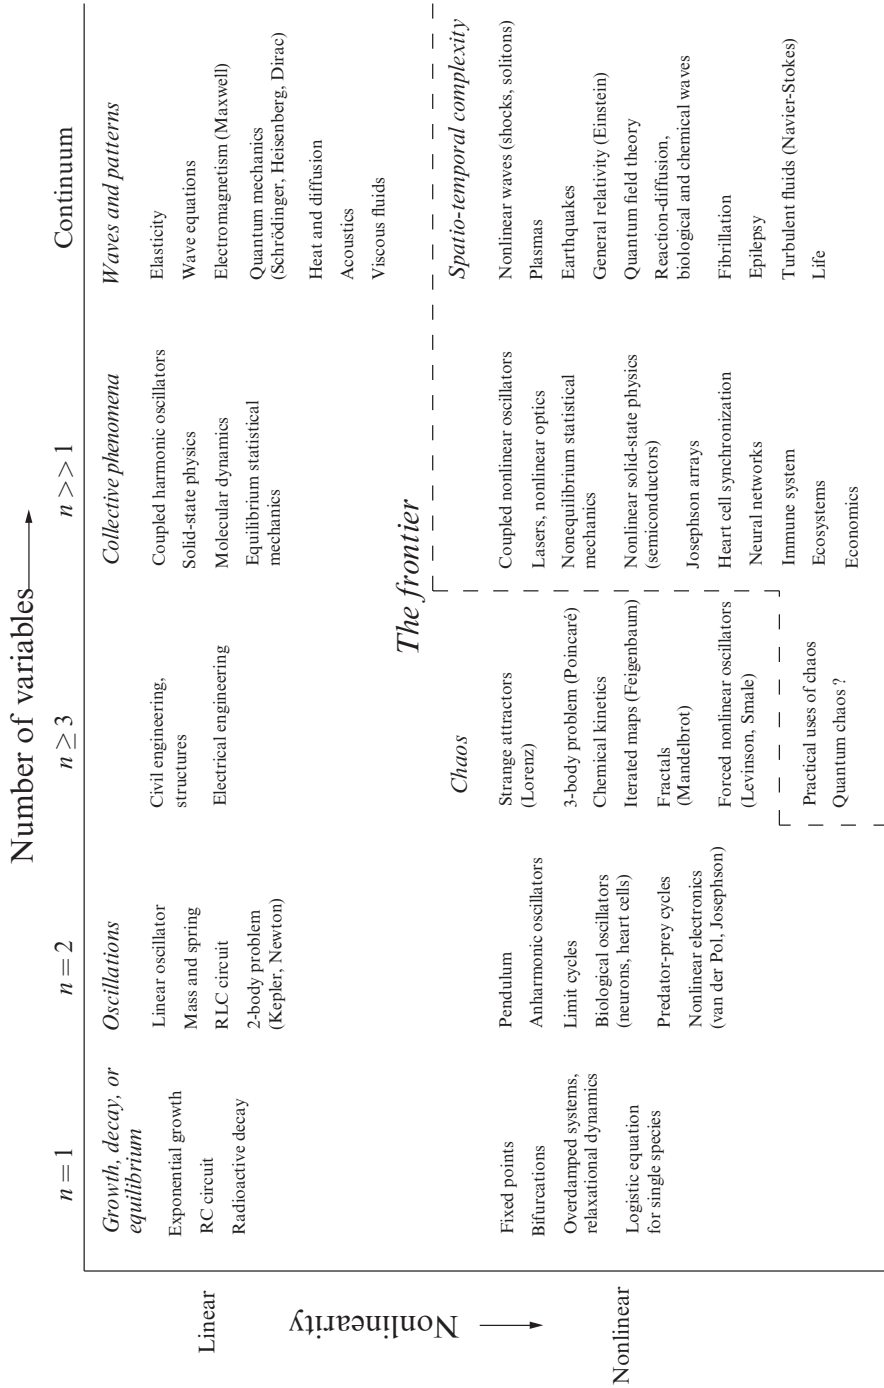 Number of variables
n = 1
n = 2
n ≥ 3
n >> 1
Continuum
Linear
Growth, decay, or
equilibrium
Exponential growth
RC circuit
Radioactive decay
Oscillations
Linear oscillator
Mass and spring
RLC circuit
2-body problem
(Kepler, Newton)
Civil engineering,
structures
Electrical engineering
Collective phenomena
Coupled harmonic oscillators
Solid-state physics
Molecular dynamics
Equilibrium statistical
mechanics
Waves and patterns
Elasticity
Wave equations
Electromagnetism (Maxwell)
Quantum mechanics
(Schrödinger, Heisenberg, Dirac)
Heat and diffusion
Acoustics
Viscous fluids
Nonlinearity
The frontier
Nonlinear
Fixed points
Bifurcations
Overdamped systems,
relaxational dynamics
Logistic equation
for single species
Pendulum
Anharmonic oscillators
Limit cycles
Biological oscillators
(neurons, heart cells)
Predator-prey cycles
Nonlinear electronics
(van der Pol, Josephson)
Chaos
Strange attractors
(Lorenz)
3-body problem (Poincaré)
Chemical kinetics
Iterated maps (Feigenbaum)
Fractals
(Mandelbrot)
Forced nonlinear oscillators
(Levinson, Smale)
Practical uses of chaos
Quantum chaos ?
Coupled nonlinear oscillators
Lasers, nonlinear optics
Nonequilibrium statistical
mechanics
Nonlinear solid-state physics
(semiconductors)
Josephson arrays
Heart cell synchronization
Neural networks
Immune system
Ecosystems
Economics
Spatio-temporal complexity
Nonlinear waves (shocks, solitons)
Plasmas
Earthquakes
General relativity (Einstein)
Quantum field theory
Reaction-diffusion,
biological and chemical waves
Fibrillation
Epilepsy
Turbulent fluids (Navier-Stokes)
Life